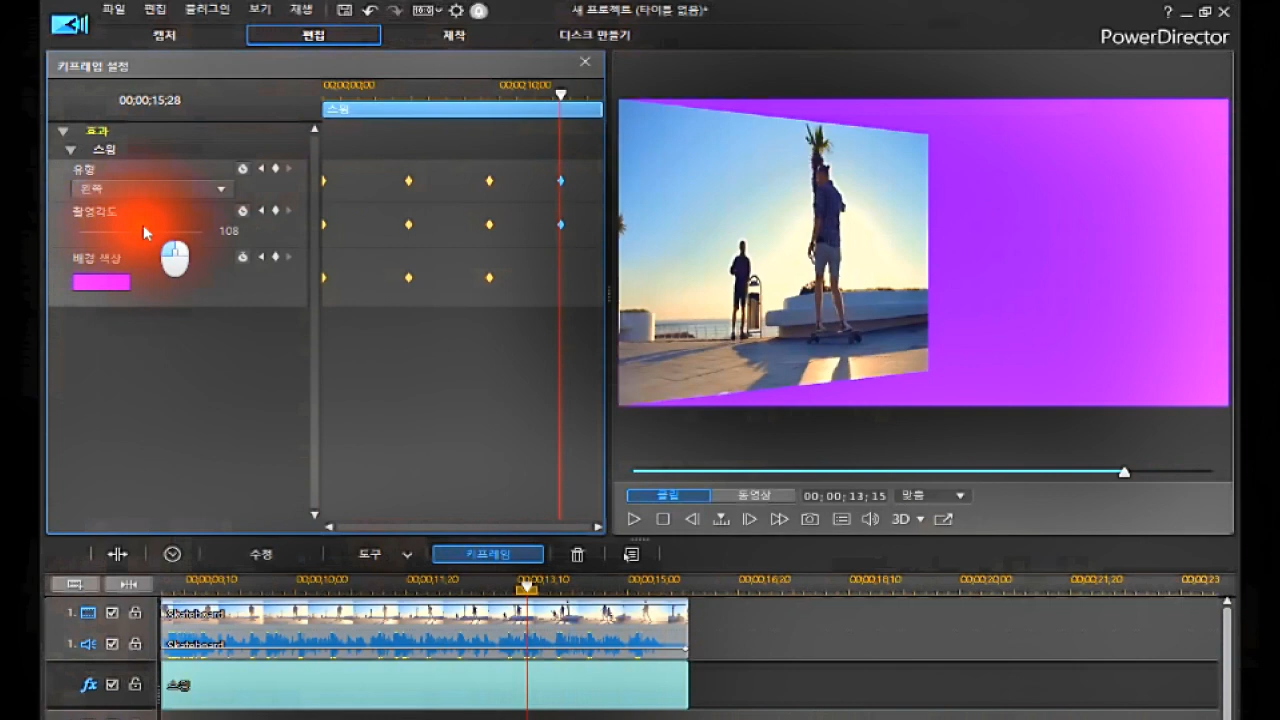 파일 편집 플러그인 보기 재생 16:9 새 프로젝트 (타이틀 없음)* ?
캡처 편집 제작 디스크 만들기 PowerDirector
키프레임 설정
00;00;15;28 00;00;00;00 00;00;10;00
스윙
효과
스윙
유형
왼쪽
촬영각도
108
배경 색상
클립 동영상 00; 00; 13; 15 맞춤
3D
수정 도구 키프레임
00;00;08;10 00;00;10;00 00;00;11;20 00;00;13;10 00;00;15;00 00;00;16;20 00;00;18;10 00;00;20;00 00;00;21;20 00;00;23
1. Skateboard
1. Skateboard
fx 스윙